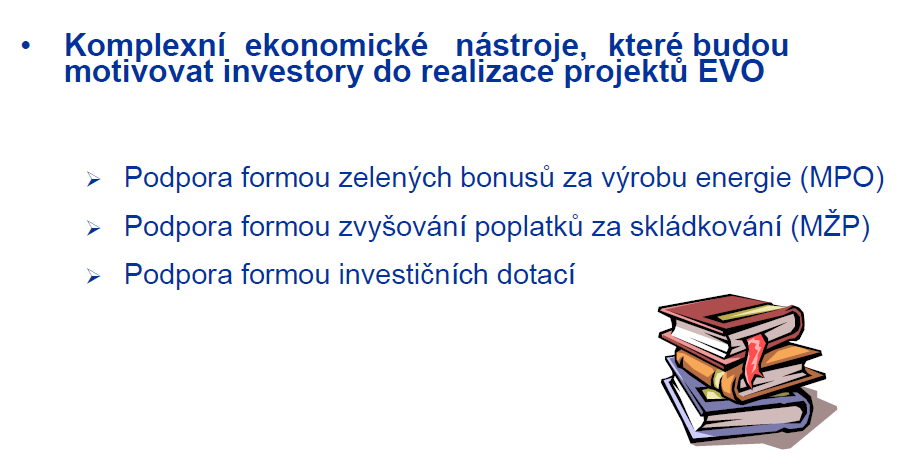 • Komplexní ekonomické nástroje, které budou
motivovat investory do realizace projektů EVO
➢ Podpora formou zelených bonusů za výrobu energie (MPO)
➢ Podpora formou zvyšování poplatků za skládkování (MŽP)
➢ Podpora formou investičních dotací